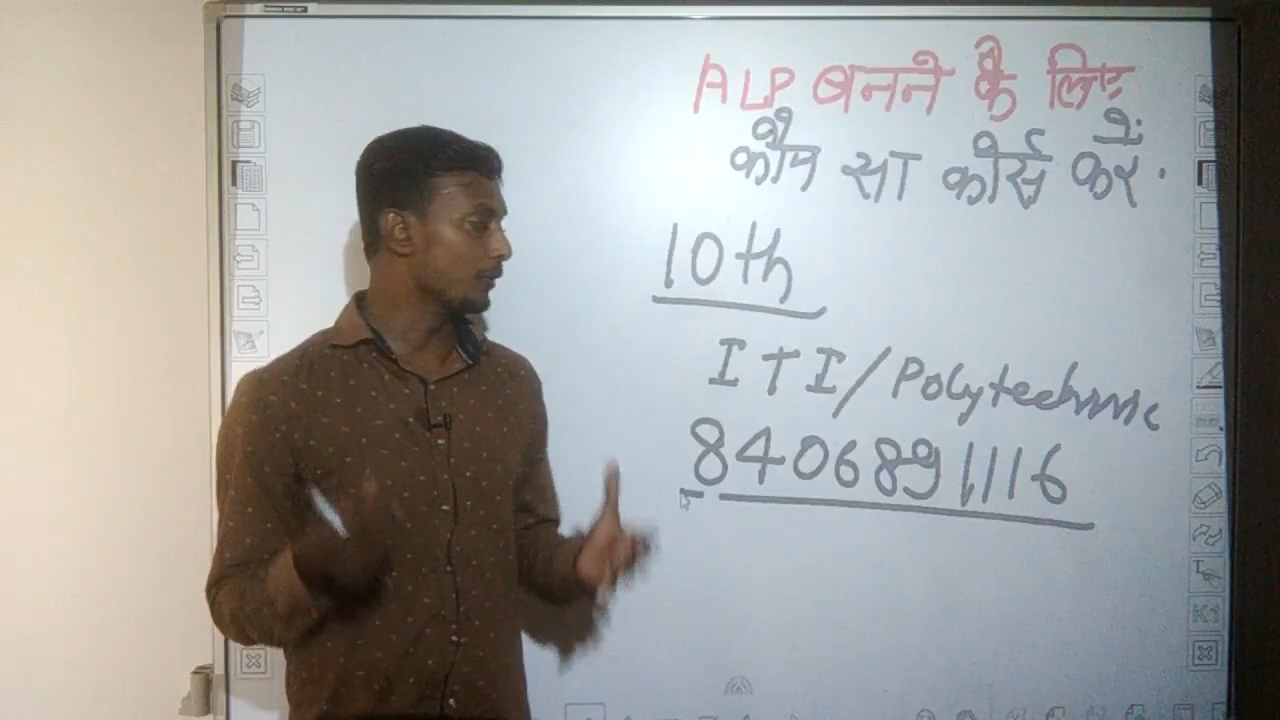 ALP बनने के लिए
कौन सा कोर्स करें.
10th
ITI/Polytechnic
8406891116